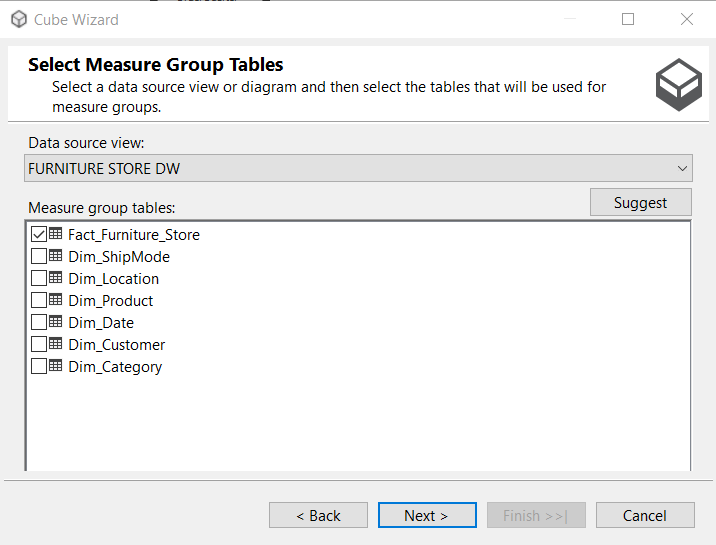 Cube Wizard
Select Measure Group Tables
Select a data source view or diagram and then select the tables that will be used for
measure groups.
Data source view:
FURNITURE STORE DW
Suggest
Measure group tables:
Fact_Furniture_Store
Dim_ShipMode
Dim_Location
Dim_Product
Dim_Date
Dim_Customer
Dim_Category
< Back
Next >
Finish >>|
Cancel